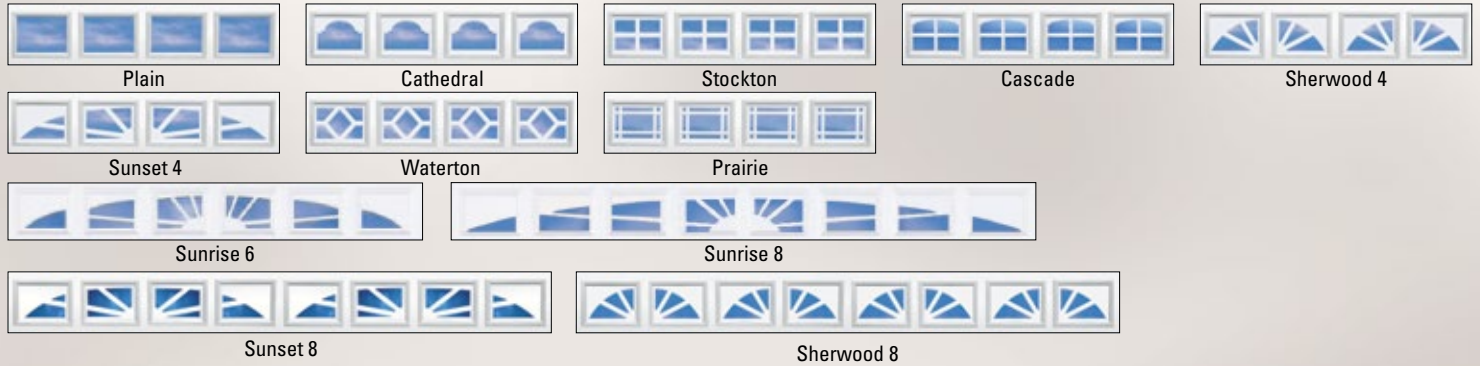 Plain
Cathedral
Stockton
Cascade
Sherwood 4
Sunset 4
Waterton
Prairie
Sunrise 6
Sunrise 8
Sunset 8
Sherwood 8